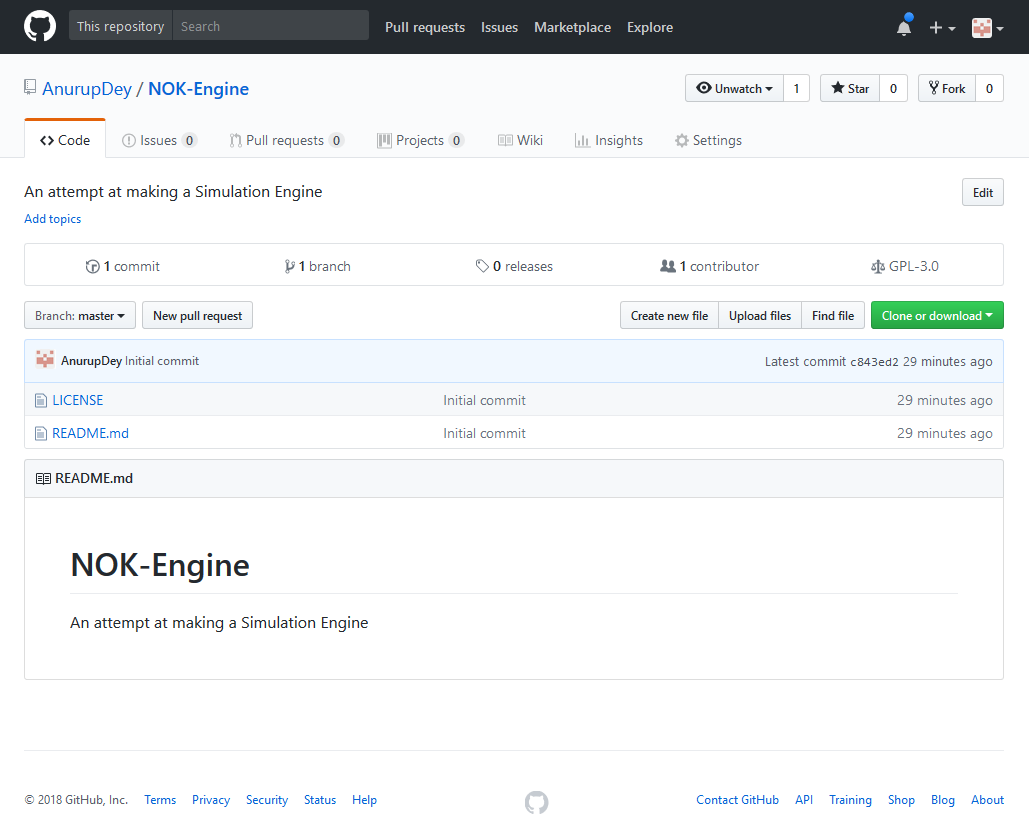 This repository Search Pull requests Issues Marketplace Explore
AnurupDey / NOK-Engine Unwatch 1 Star 0 Fork 0
Code Issues 0 Pull requests 0 Projects 0 Wiki Insights Settings
An attempt at making a Simulation Engine Edit
Add topics
1 commit 1 branch 0 releases 1 contributor GPL-3.0
Branch: master New pull request Create new file Upload files Find file Clone or download
AnurupDey Initial commit Latest commit c843ed2 29 minutes ago
LICENSE Initial commit 29 minutes ago
README.md Initial commit 29 minutes ago
README.md
NOK-Engine
An attempt at making a Simulation Engine
© 2018 GitHub, Inc. Terms Privacy Security Status Help Contact GitHub API Training Shop Blog About